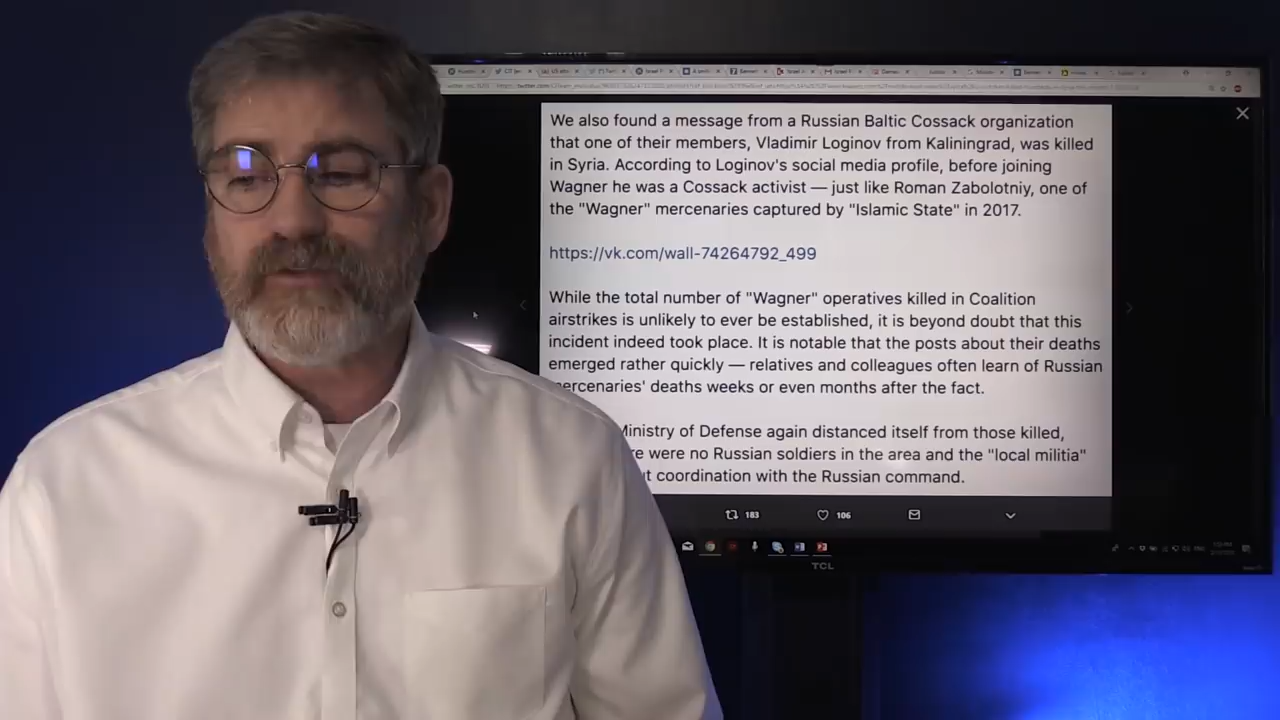 We also found a message from a Russian Baltic Cossack organization
that one of their members, Vladimir Loginov from Kaliningrad, was killed
in Syria. According to Loginov's social media profile, before joining
Wagner he was a Cossack activist — just like Roman Zabolotniy, one of
the "Wagner" mercenaries captured by "Islamic State" in 2017.
https://vk.com/wall-74264792_499
While the total number of "Wagner" operatives killed in Coalition
airstrikes is unlikely to ever be established, it is beyond doubt that this
incident indeed took place. It is notable that the posts about their deaths
emerged rather quickly — relatives and colleagues often learn of Russian
mercenaries' deaths weeks or even months after the fact.
Ministry of Defense again distanced itself from those killed,
were no Russian soldiers in the area and the "local militia"
coordination with the Russian command.
183 106
TCL